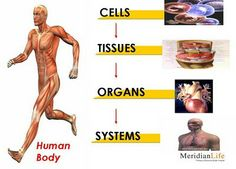 CELLS
TISSUES
ORGANS
SYSTEMS
Human
Body
MeridianLife